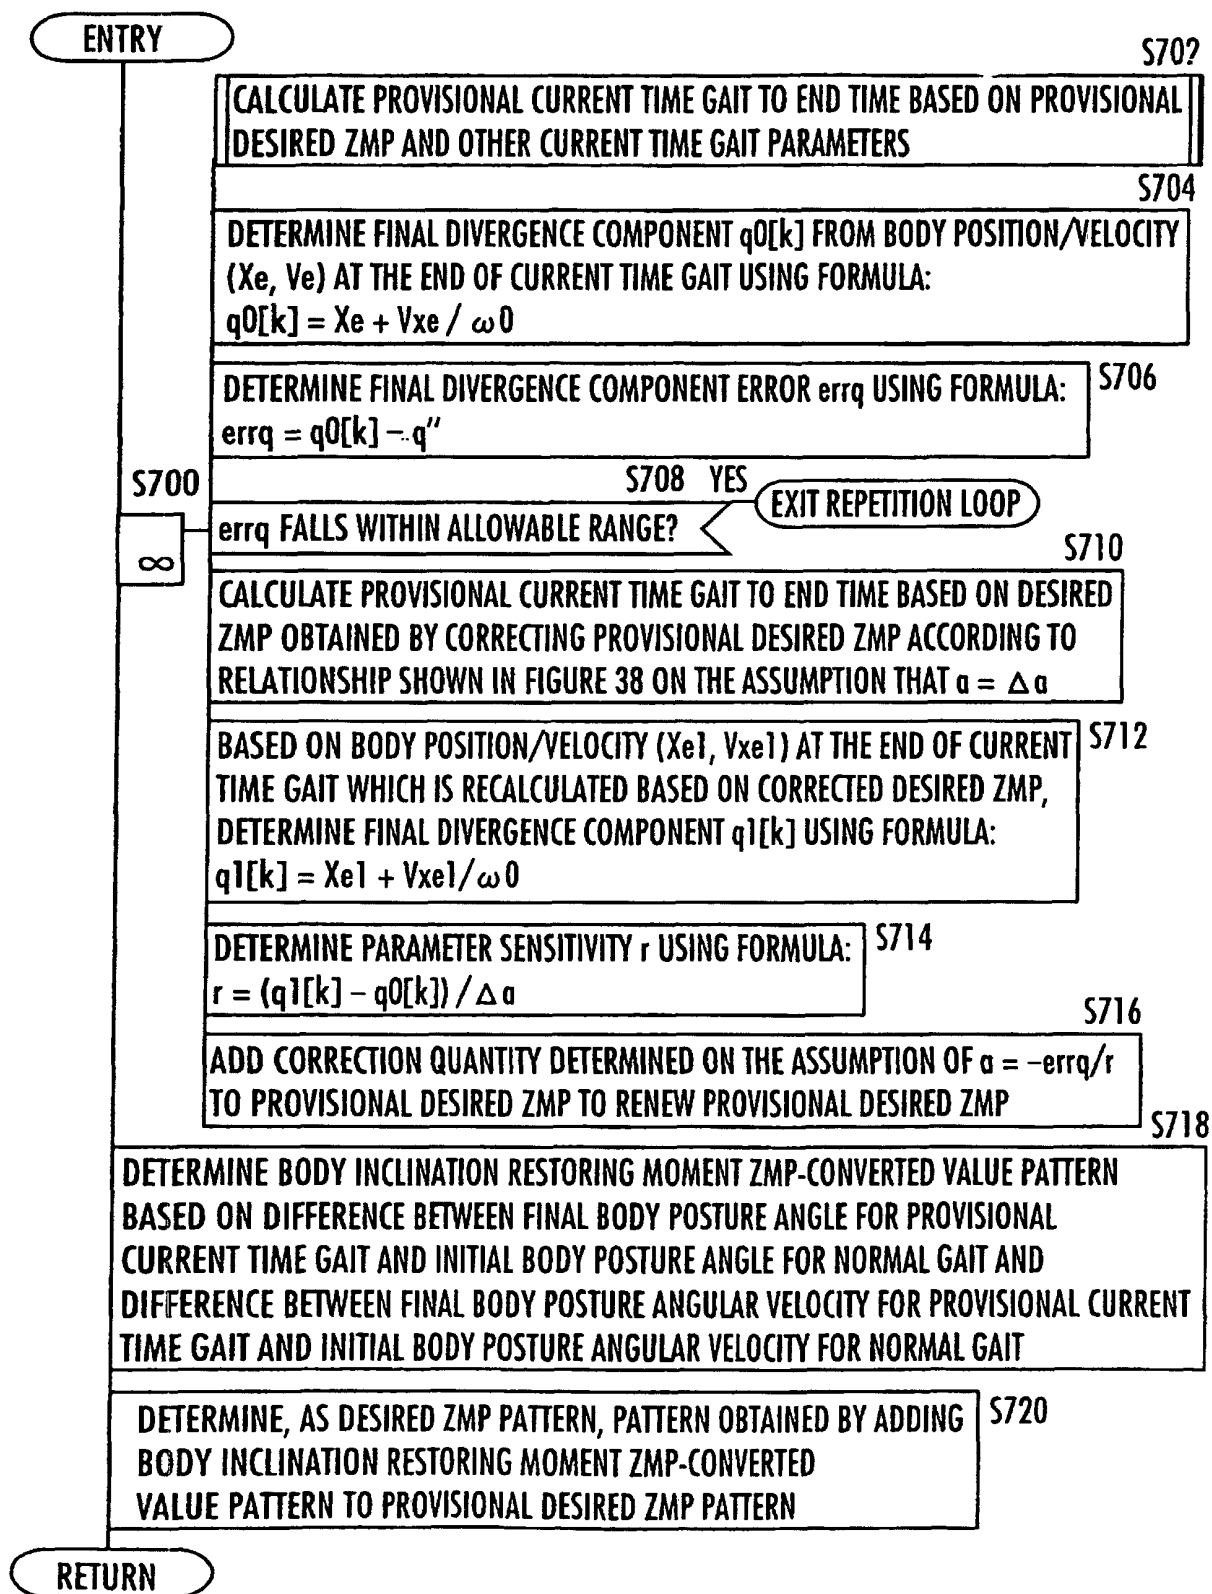 ENTRY
S70?
CALCULATE PROVISIONAL CURRENT TIME GAIT TO END TIME BASED ON PROVISIONAL
DESIRED ZMP AND OTHER CURRENT TIME GAIT PARAMETERS
S704
DETERMINE FINAL DIVERGENCE COMPONENT q0[k] FROM BODY POSITION/VELOCITY
(Xe, Ve) AT THE END OF CURRENT TIME GAIT USING FORMULA:
q0[k] = Xe + Vxe / ω0
S706
DETERMINE FINAL DIVERGENCE COMPONENT ERROR errq USING FORMULA:
errq = q0[k] – q"
S700
∞
S708 YES
errq FALLS WITHIN ALLOWABLE RANGE?
EXIT REPETITION LOOP
S710
CALCULATE PROVISIONAL CURRENT TIME GAIT TO END TIME BASED ON DESIRED
ZMP OBTAINED BY CORRECTING PROVISIONAL DESIRED ZMP ACCORDING TO
RELATIONSHIP SHOWN IN FIGURE 38 ON THE ASSUMPTION THAT a = Δa
S712
BASED ON BODY POSITION/VELOCITY (Xe1, Vxe1) AT THE END OF CURRENT
TIME GAIT WHICH IS RECALCULATED BASED ON CORRECTED DESIRED ZMP,
DETERMINE FINAL DIVERGENCE COMPONENT q1[k] USING FORMULA:
q1[k] = Xe1 + Vxe1/ω0
S714
DETERMINE PARAMETER SENSITIVITY r USING FORMULA:
r = (q1[k] – q0[k]) / Δa
S716
ADD CORRECTION QUANTITY DETERMINED ON THE ASSUMPTION OF a = –errq/r
TO PROVISIONAL DESIRED ZMP TO RENEW PROVISIONAL DESIRED ZMP
S718
DETERMINE BODY INCLINATION RESTORING MOMENT ZMP-CONVERTED VALUE PATTERN
BASED ON DIFFERENCE BETWEEN FINAL BODY POSTURE ANGLE FOR PROVISIONAL
CURRENT TIME GAIT AND INITIAL BODY POSTURE ANGLE FOR NORMAL GAIT AND
DIFFERENCE BETWEEN FINAL BODY POSTURE ANGULAR VELOCITY FOR PROVISIONAL CURRENT
TIME GAIT AND INITIAL BODY POSTURE ANGULAR VELOCITY FOR NORMAL GAIT
S720
DETERMINE, AS DESIRED ZMP PATTERN, PATTERN OBTAINED BY ADDING
BODY INCLINATION RESTORING MOMENT ZMP-CONVERTED
VALUE PATTERN TO PROVISIONAL DESIRED ZMP PATTERN
RETURN